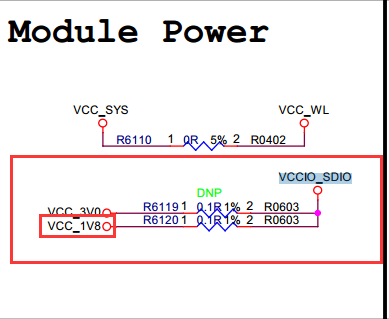 Module Power
VCC_SYS VCC_WL
R6110 1 0R 5% 2 R0402
VCCIO_SDIO
DNP
VCC_3V0 R6119 1 0.1R 1% 2 R0603
VCC_1V8 R6120 1 0.1R 1% 2 R0603